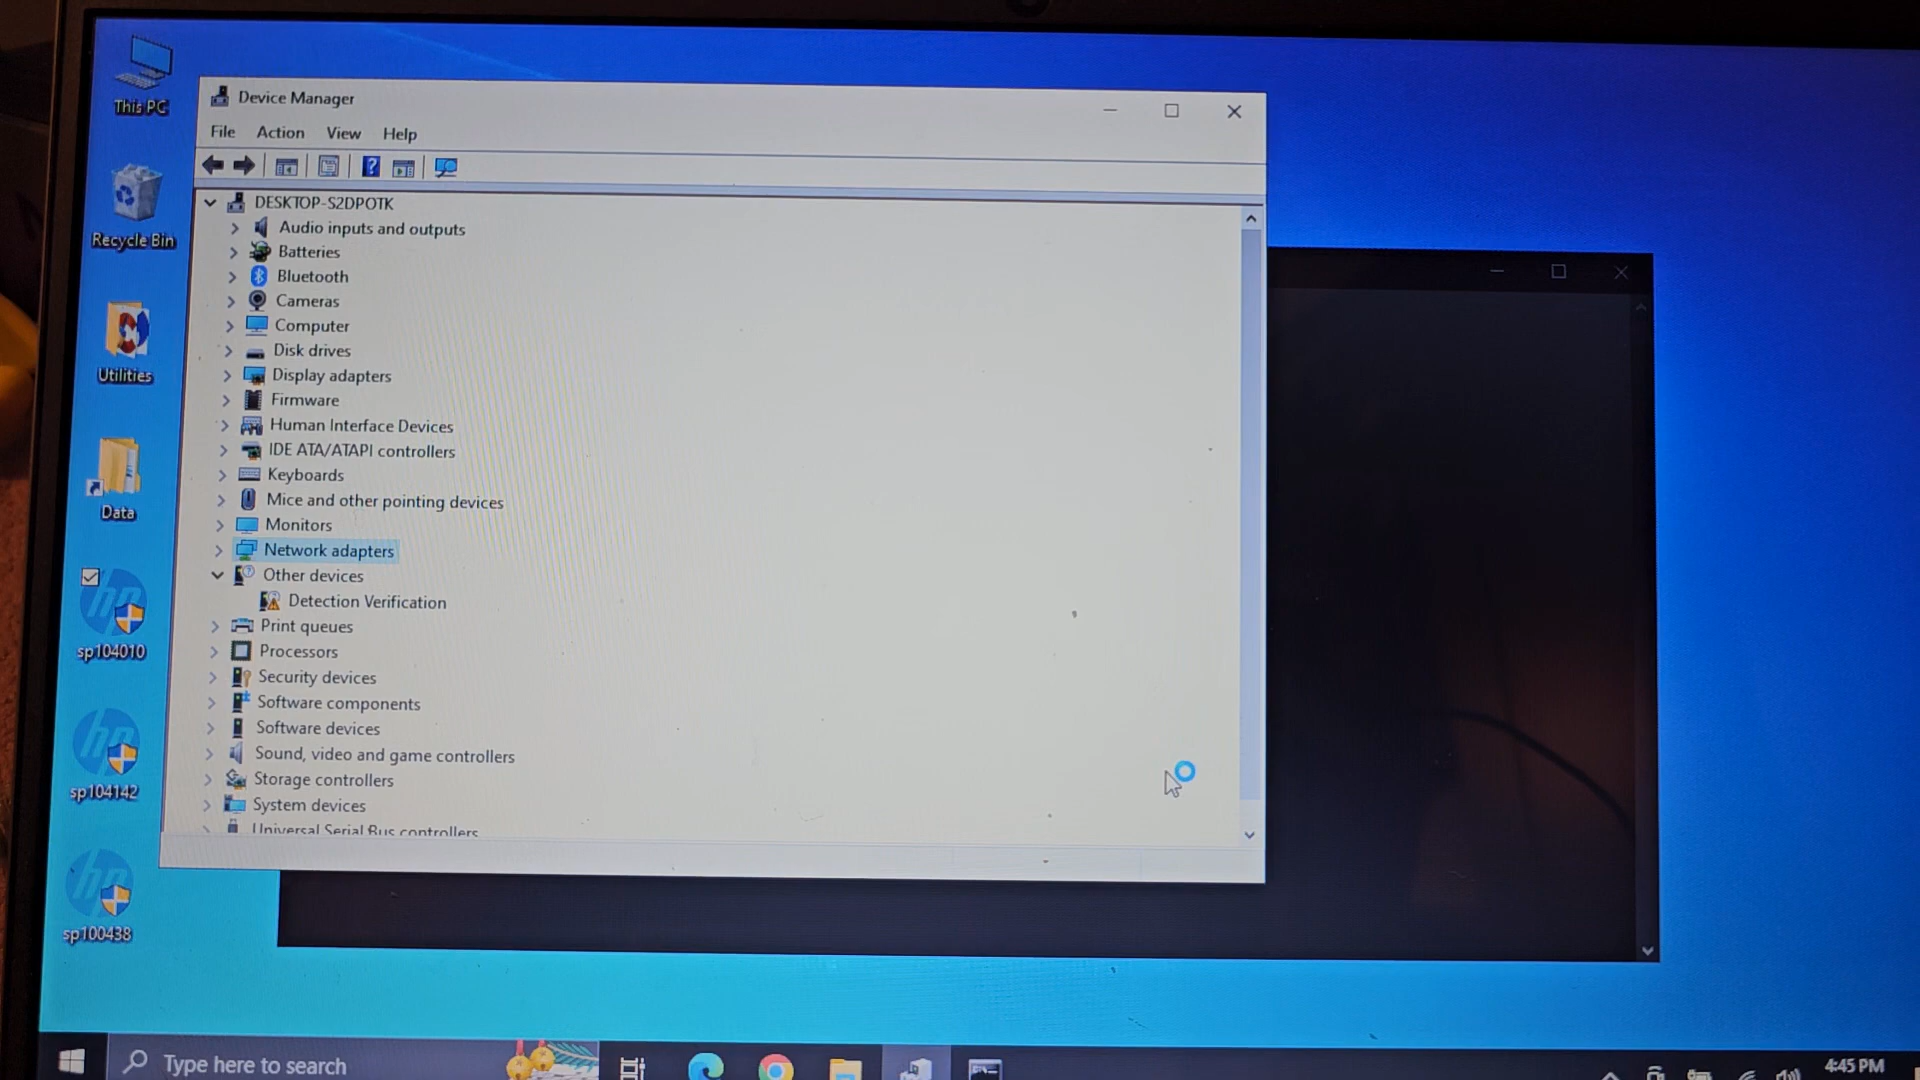 This PC
Recycle Bin
Utilities
Data
hp
sp104010
hp
sp104142
hp
sp100438
Device Manager
File Action View Help
?
DESKTOP-S2DPOTK
Audio inputs and outputs
Batteries
Bluetooth
Cameras
Computer
Disk drives
Display adapters
Firmware
Human Interface Devices
IDE ATA/ATAPI controllers
Keyboards
Mice and other pointing devices
Monitors
Network adapters
Other devices
Detection Verification
Print queues
Processors
Security devices
Software components
Software devices
Sound, video and game controllers
Storage controllers
System devices
Universal Serial Bus controllers
Type here to search
4:45 PM